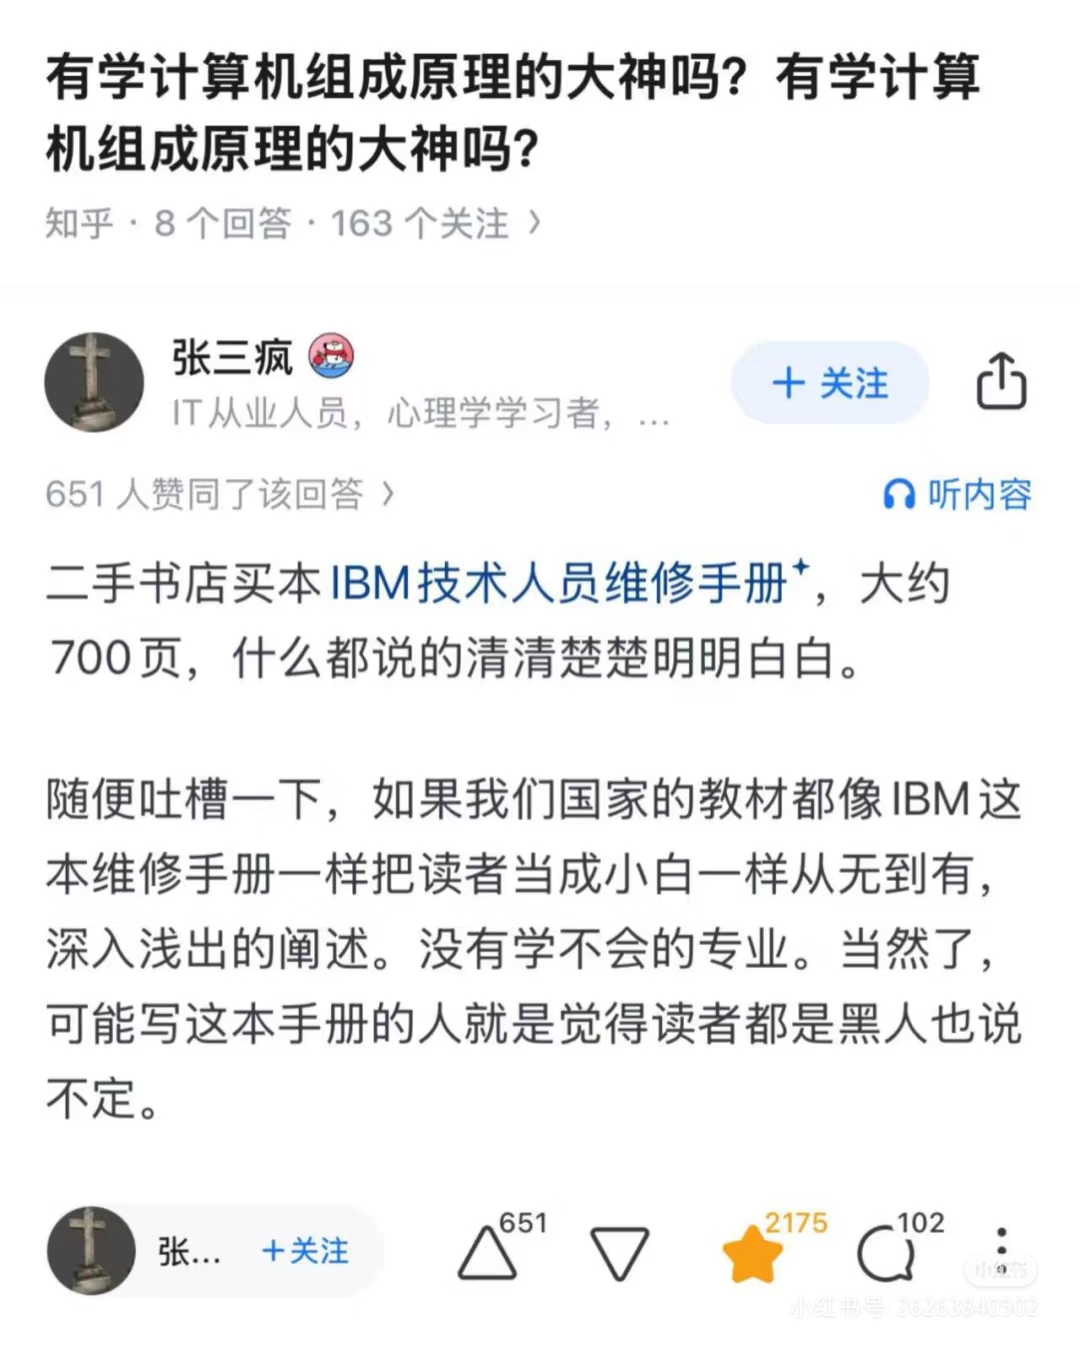 有学计算机组成原理的大神吗？有学计算
机组成原理的大神吗？
知乎 · 8 个回答 · 163 个关注 >
张三疯
IT从业人员，心理学学习者，...
+ 关注
651 人赞同了该回答 >
听内容
二手书店买本IBM技术人员维修手册，大约
700页，什么都说的清清楚楚明明白白。
随便吐槽一下，如果我们国家的教材都像IBM这
本维修手册一样把读者当成小白一样从无到有，
深入浅出的阐述。没有学不会的专业。当然了，
可能写这本手册的人就是觉得读者都是黑人也说
不定。
张... +关注
651
2175
102
小红书
小红书号: 26263840502